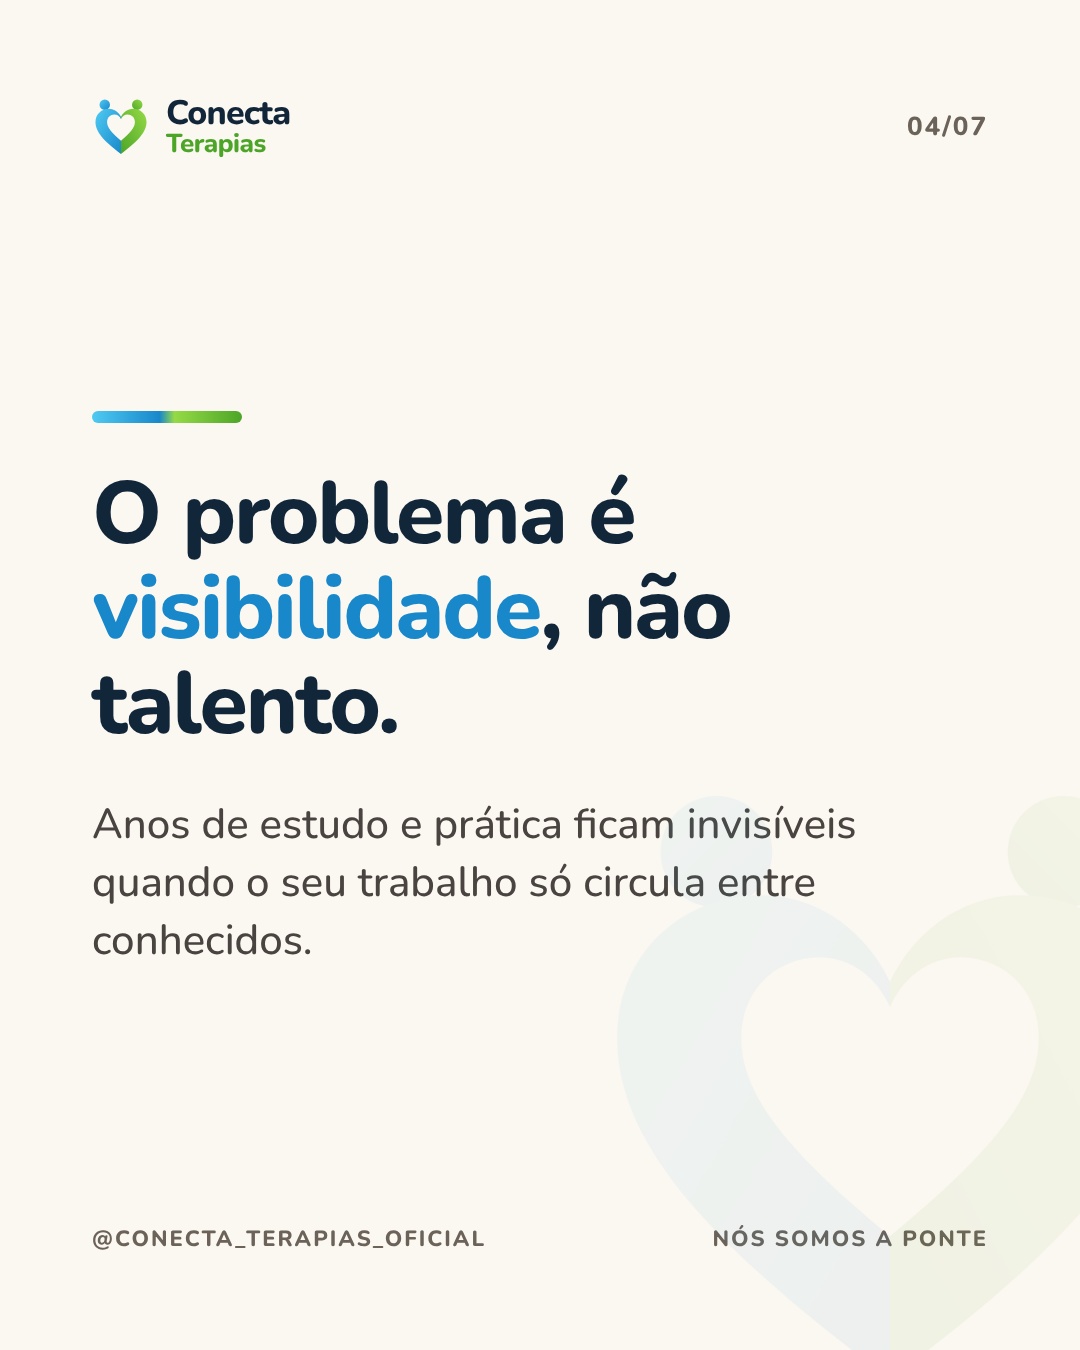 Conecta
Terapias
04/07
O problema é
visibilidade, não
talento.
Anos de estudo e prática ficam invisíveis
quando o seu trabalho só circula entre
conhecidos.
@CONECTA_TERAPIAS_OFICIAL
NÓS SOMOS A PONTE